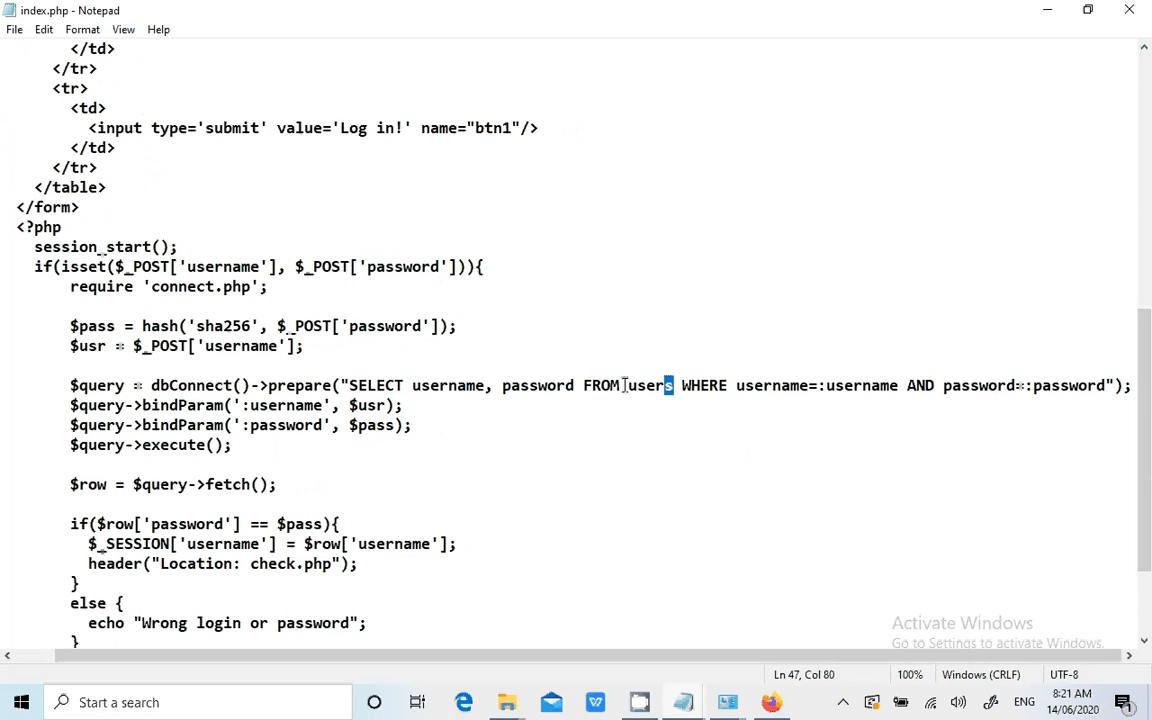 index.php - Notepad
File Edit Format View Help
</td>
</tr>
<tr>
<td>
<input type='submit' value='Log in!' name="btn1"/>
</td>
</tr>
</table>
</form>
<?php
session_start();
if(isset($_POST['username'], $_POST['password'])){
require 'connect.php';
$pass = hash('sha256', $_POST['password']);
$usr = $_POST['username'];
$query = dbConnect()->prepare("SELECT username, password FROM users WHERE username=:username AND password=:password");
$query->bindParam(':username', $usr);
$query->bindParam(':password', $pass);
$query->execute();
$row = $query->fetch();
if($row['password'] == $pass){
$_SESSION['username'] = $row['username'];
header("Location: check.php");
}
else {
echo "Wrong login or password";
}
Activate Windows
Go to Settings to activate Windows.
Ln 47, Col 80 100% Windows (CRLF) UTF-8
Start a search
ENG
8:21 AM
14/06/2020
1